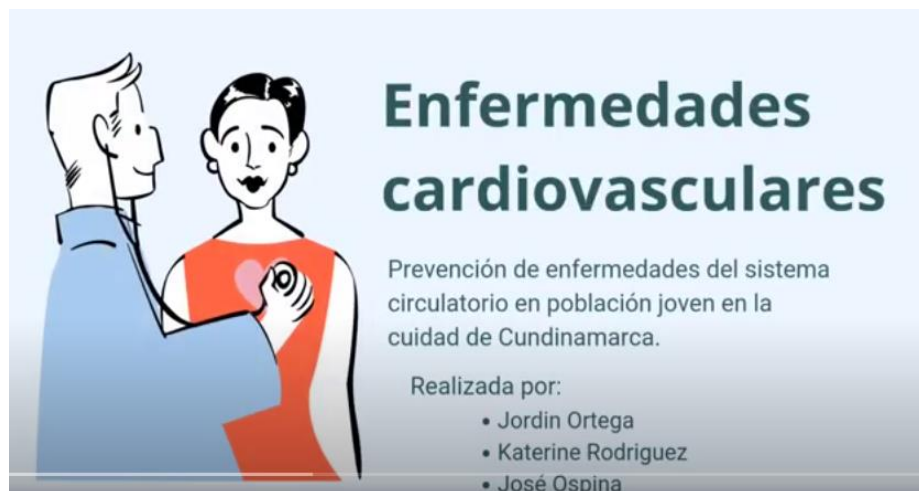 Enfermedades
cardiovasculares
Prevención de enfermedades del sistema
circulatorio en población joven en la
cuidad de Cundinamarca.
Realizada por:
• Jordin Ortega
• Katerine Rodriguez
• José Ospina